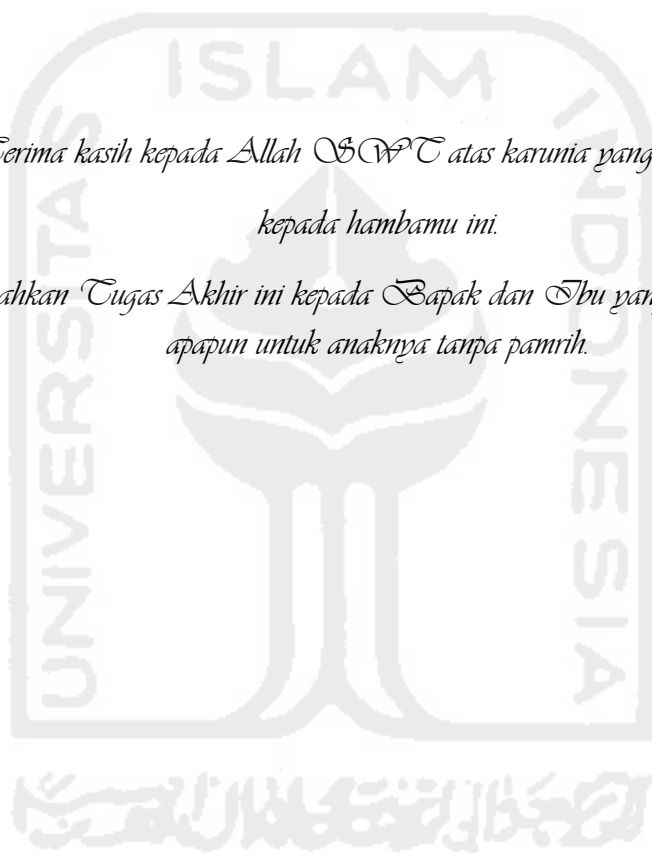 ISLAM
UNIVERSITAS
INDONESIA
erima kasih kepada Allah SWT atas karunia yang
kepada hambamu ini.
ahkan Tugas Akhir ini kepada Bapak dan Ibu yan
apapun untuk anaknya tanpa pamrih.